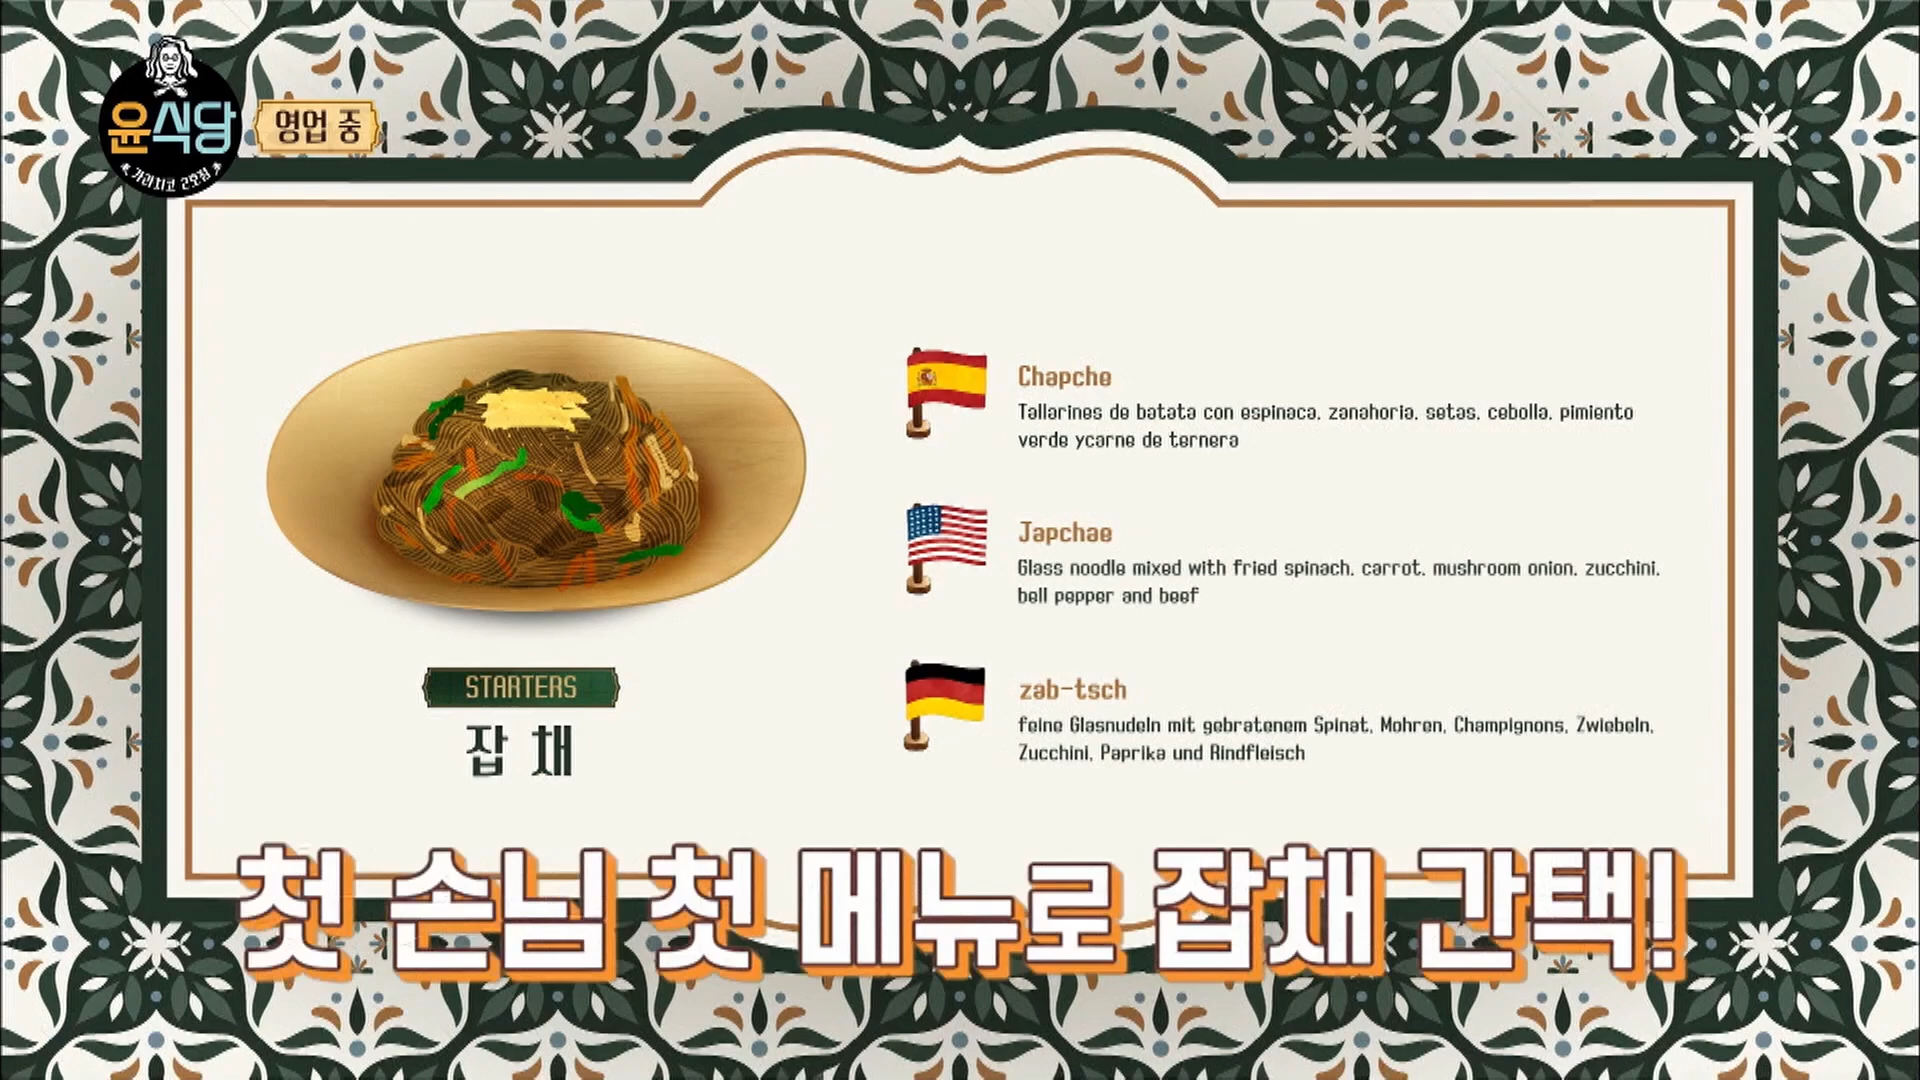 윤식당
가라치코 2호점
영업 중
Chapche
Tallarines de batata con espinaca, zanahoria, setas, cebolla, pimiento
verde ycarne de ternera
Japchae
Glass noodle mixed with fried spinach, carrot, mushroom onion, zucchini,
bell pepper and beef
zab-tsch
feine Glasnudeln mit gebratenem Spinat, Mohren, Champignons, Zwiebeln,
Zucchini, Paprika und Rindfleisch
STARTERS
잡 채
첫 손님 첫 메뉴로 잡채 간택!